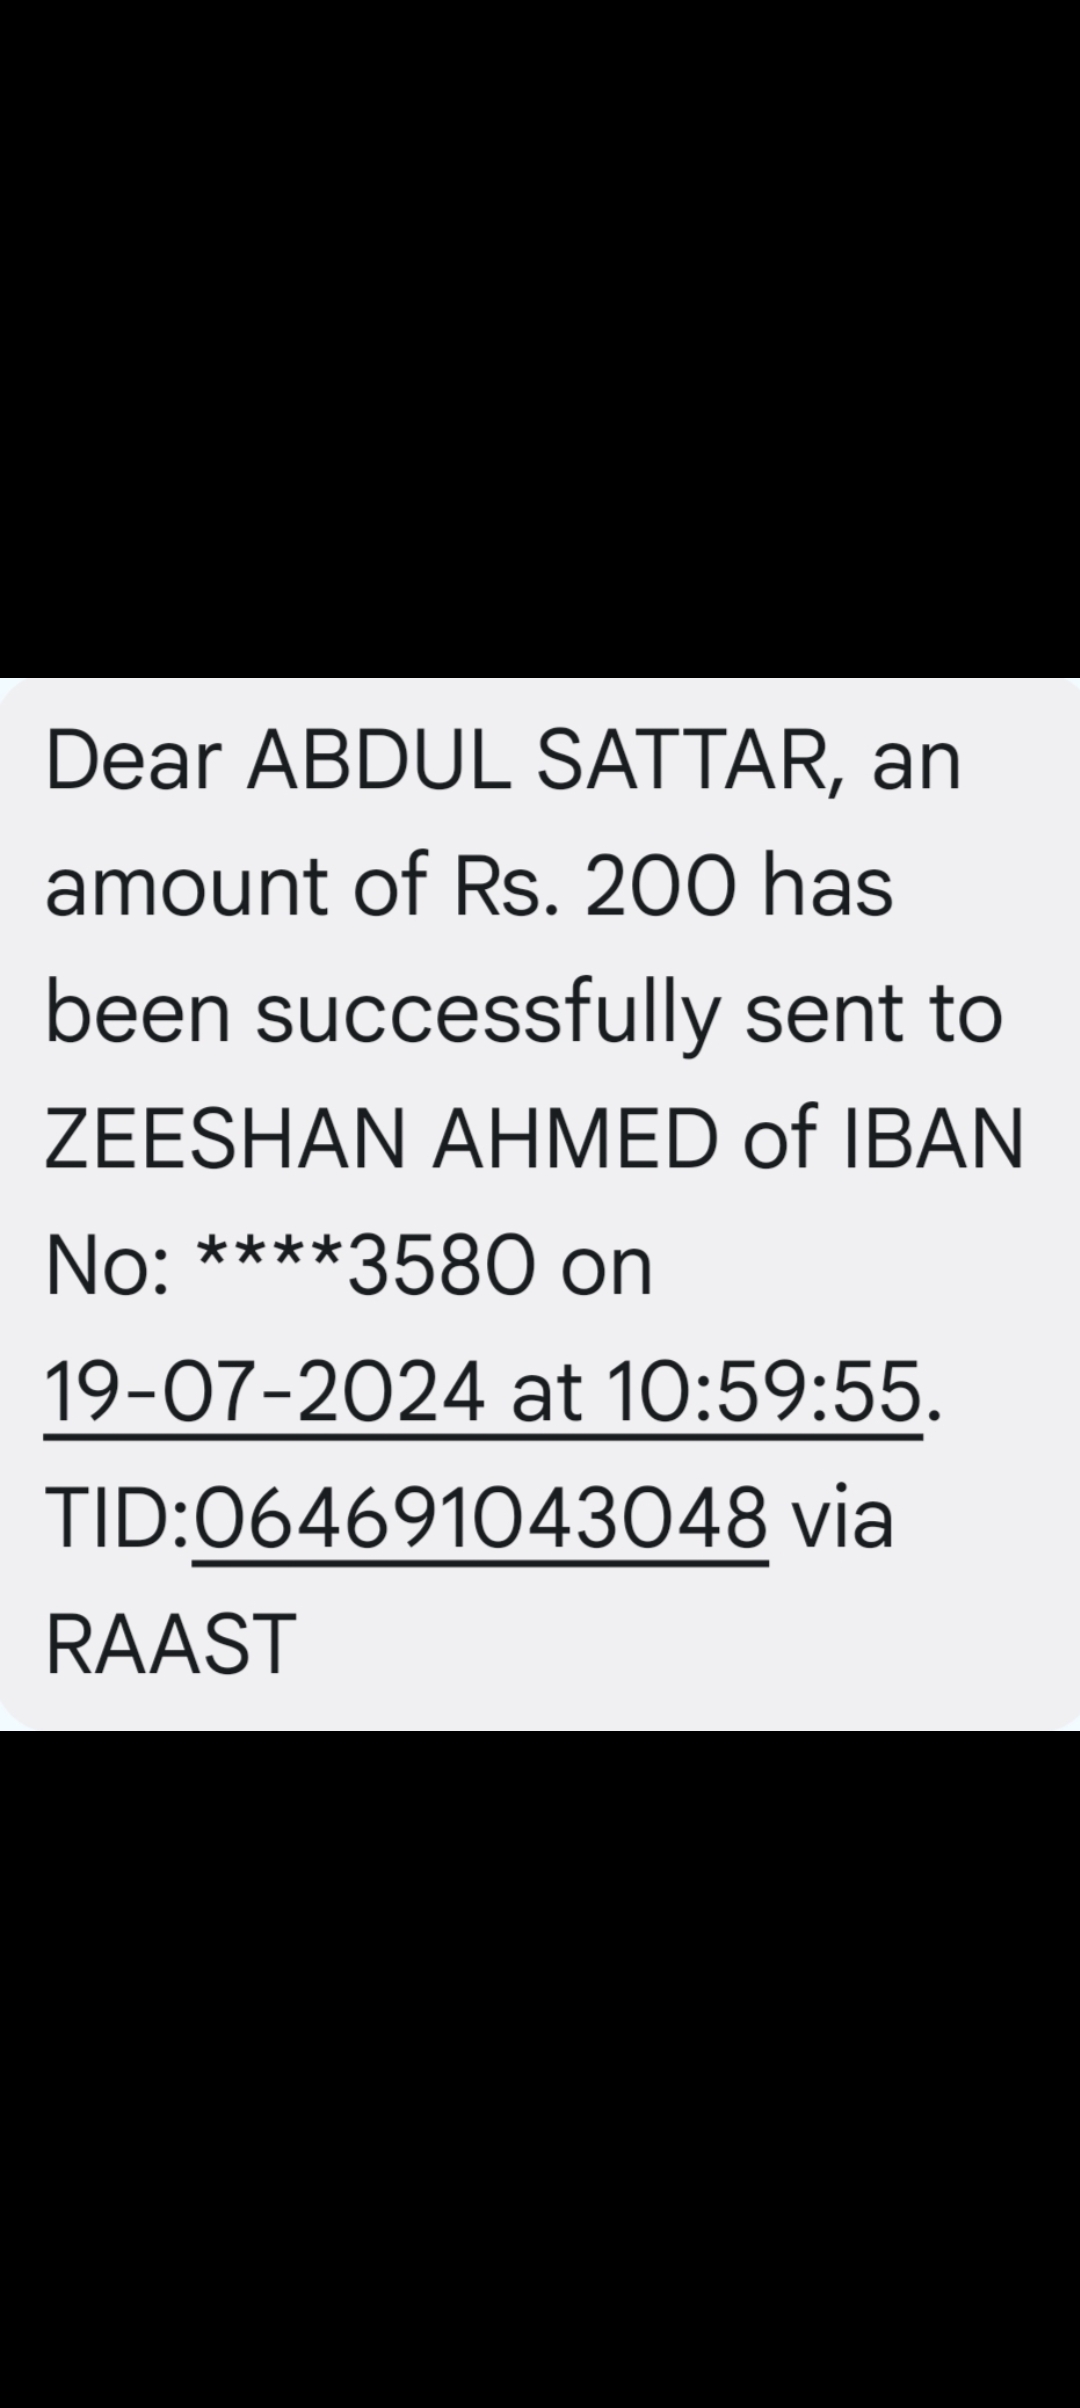 Dear ABDUL SATTAR, an
amount of Rs. 200 has
been successfully sent to
ZEESHAN AHMED of IBAN
No: ****3580 on
19-07-2024 at 10:59:55.
TID:064691043048 via
RAAST